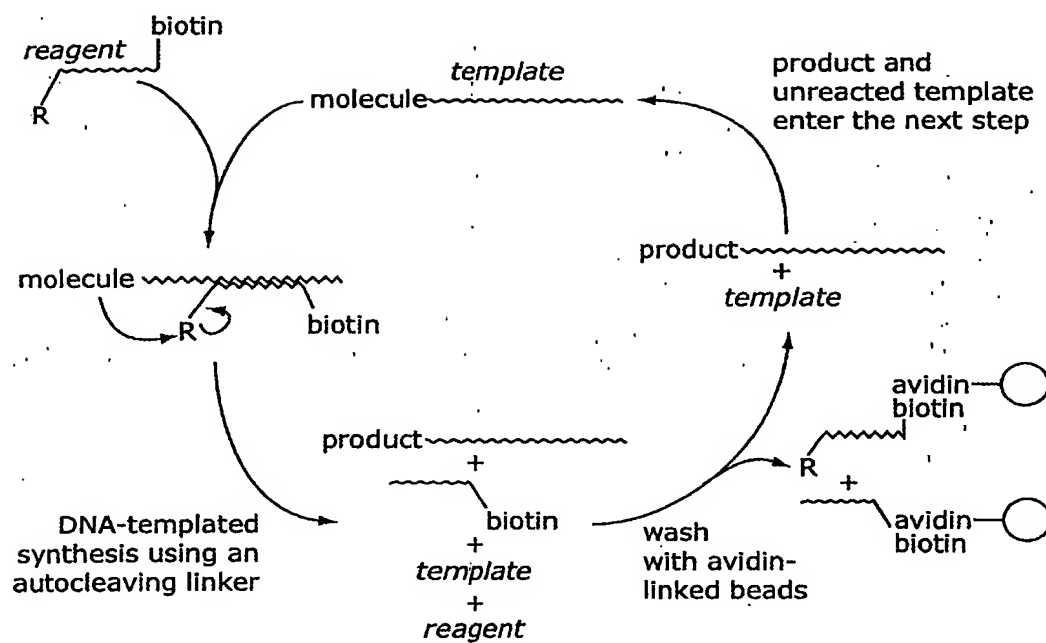 biotin
reagent
R
template
molecule
product and
unreacted template
enter the next step
molecule
R
biotin
product
+
template
avidin
biotin
R
+
avidin
biotin
product
+
biotin
+
template
+
reagent
DNA-templated
synthesis using an
autocleaving linker
wash
with avidin-
linked beads